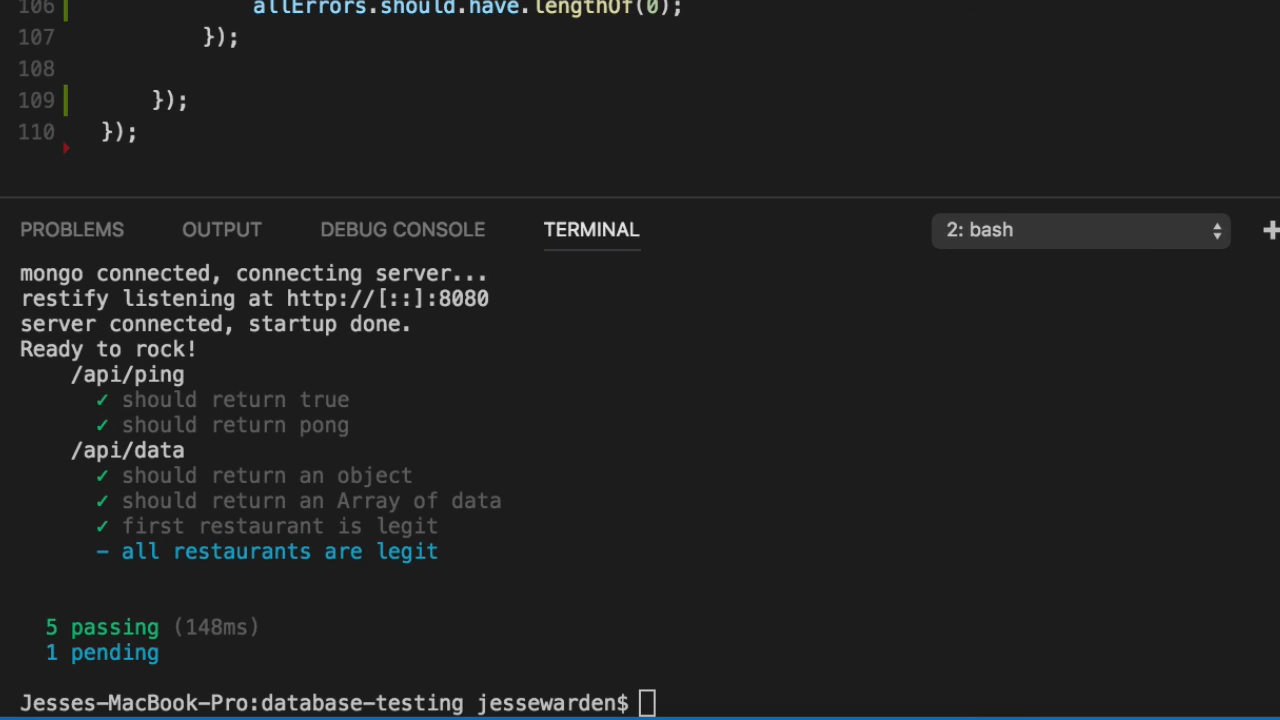 106 allErrors.should.have.lengthOf(0);
107 });
108
109 });
110 });
PROBLEMS OUTPUT DEBUG CONSOLE TERMINAL 2: bash
mongo connected, connecting server...
restify listening at http://[::]:8080
server connected, startup done.
Ready to rock!
/api/ping
✓ should return true
✓ should return pong
/api/data
✓ should return an object
✓ should return an Array of data
✓ first restaurant is legit
- all restaurants are legit
5 passing (148ms)
1 pending
Jesses-MacBook-Pro:database-testing jessewarden$